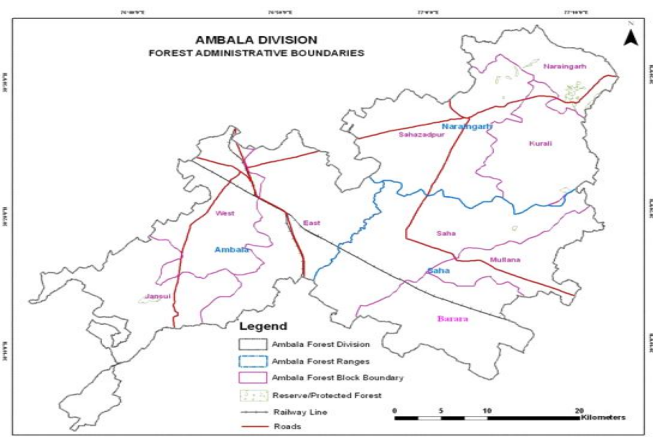 AMBALA DIVISION
FOREST ADMINISTRATIVE BOUNDARIES
N
Naraingarh
Naraingarh
Sahazadpur
Kurali
West
East
Ambala
Saha
Mullana
Saha
Jansui
Barara
Legend
Ambala Forest Division
Ambala Forest Ranges
Ambala Forest Block Boundary
Reserve/Protected Forest
Railway Line
Roads
0 5 10 20
Kilometers